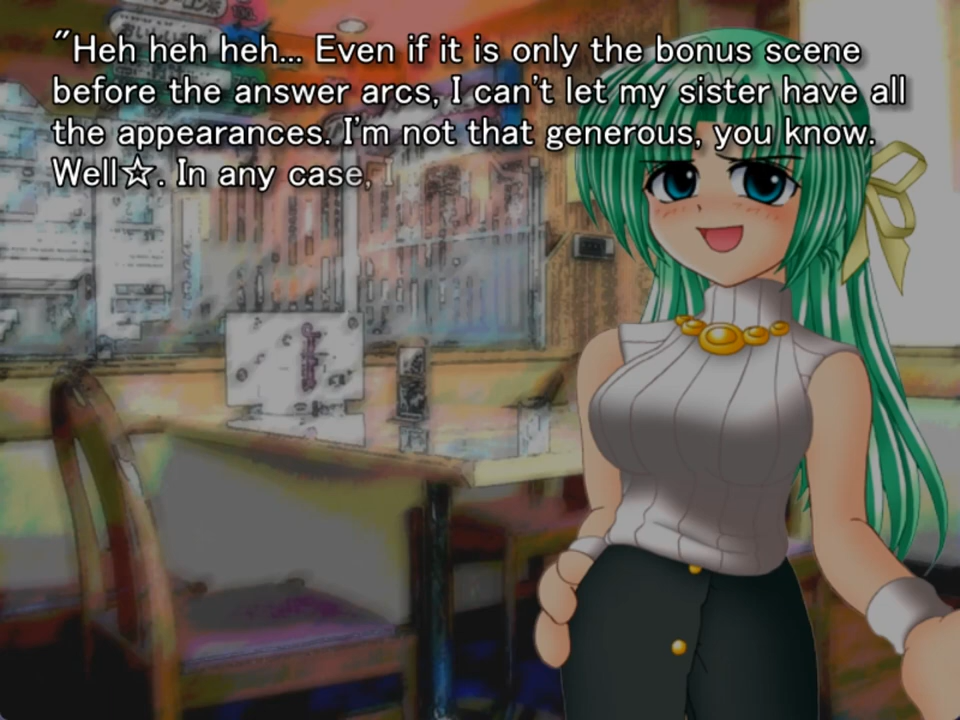 "Heh heh heh... Even if it is only the bonus scene
before the answer arcs, I can't let my sister have all
the appearances. I'm not that generous, you know.
Well☆. In any case, I